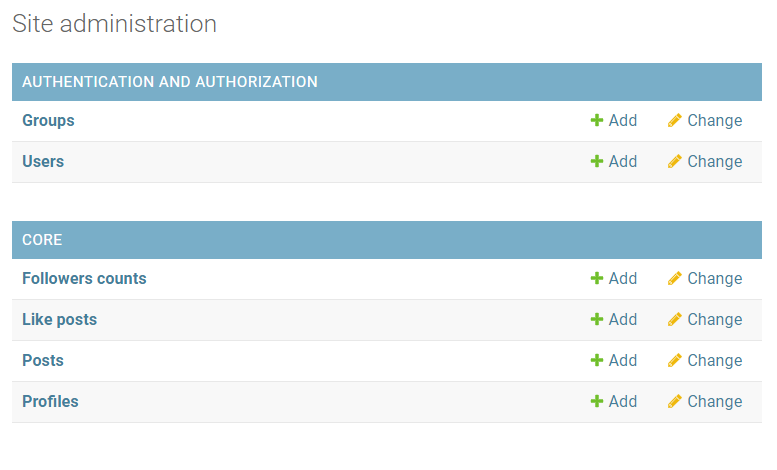 Site administration
AUTHENTICATION AND AUTHORIZATION
Groups Add Change
Users Add Change
CORE
Followers counts Add Change
Like posts Add Change
Posts Add Change
Profiles Add Change